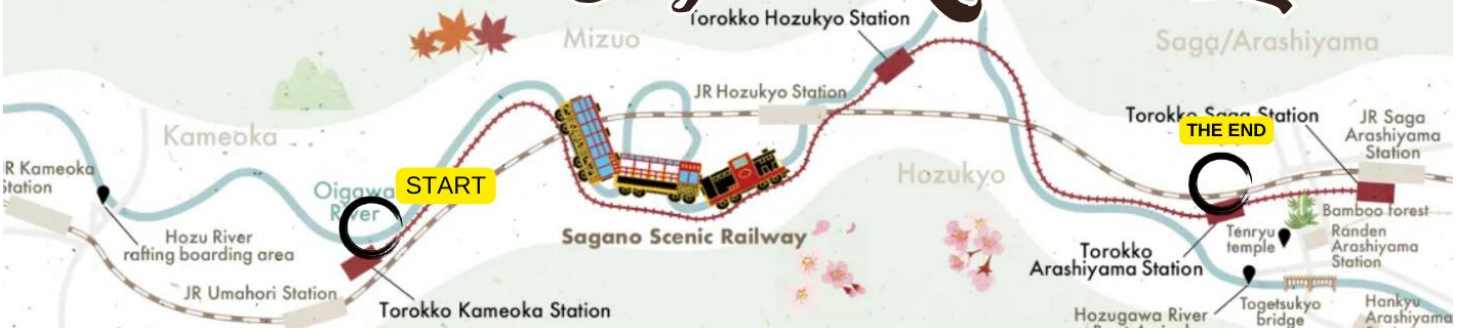 Torokko Hozukyo Station
Mizuo
Saga/Arashiyama
JR Hozukyo Station
Torokko Saga Station
THE END
JR Saga
Arashiyama
Station
Kameoka
R Kameoka
Station
Oigawa
River
START
Hozukyo
Hozu River
rafting boarding area
Sagano Scenic Railway
Bamboo forest
Tenryu
temple
Randen
Arashiyama
Station
Torokko
Arashiyama Station
JR Umahori Station
Torokko Kameoka Station
Togetsukyo
bridge
Hozugawa River
Hankyu
Arashiyama
Station